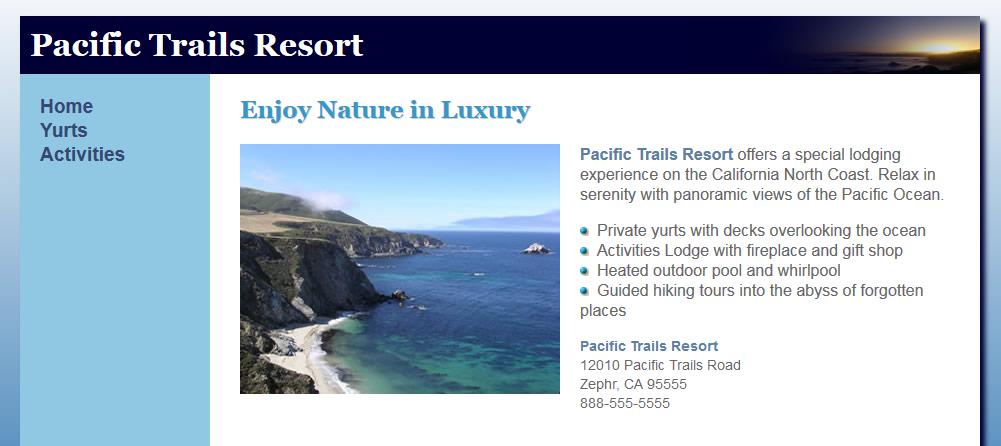 Pacific Trails Resort
Home
Yurts
Activities
Enjoy Nature in Luxury
Pacific Trails Resort offers a special lodging
experience on the California North Coast. Relax in
serenity with panoramic views of the Pacific Ocean.
Private yurts with decks overlooking the ocean
Activities Lodge with fireplace and gift shop
Heated outdoor pool and whirlpool
Guided hiking tours into the abyss of forgotten
places
Pacific Trails Resort
12010 Pacific Trails Road
Zephr, CA 95555
888-555-5555